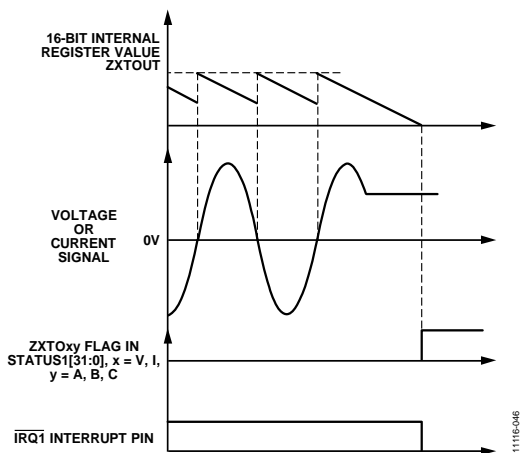 16-BIT INTERNAL
REGISTER VALUE
ZXTOUT
VOLTAGE
OR
CURRENT
SIGNAL
0V
ZXTOxy FLAG IN
STATUS1[31:0], x = V, I,
y = A, B, C
IRQ1 INTERRUPT PIN
11116-046